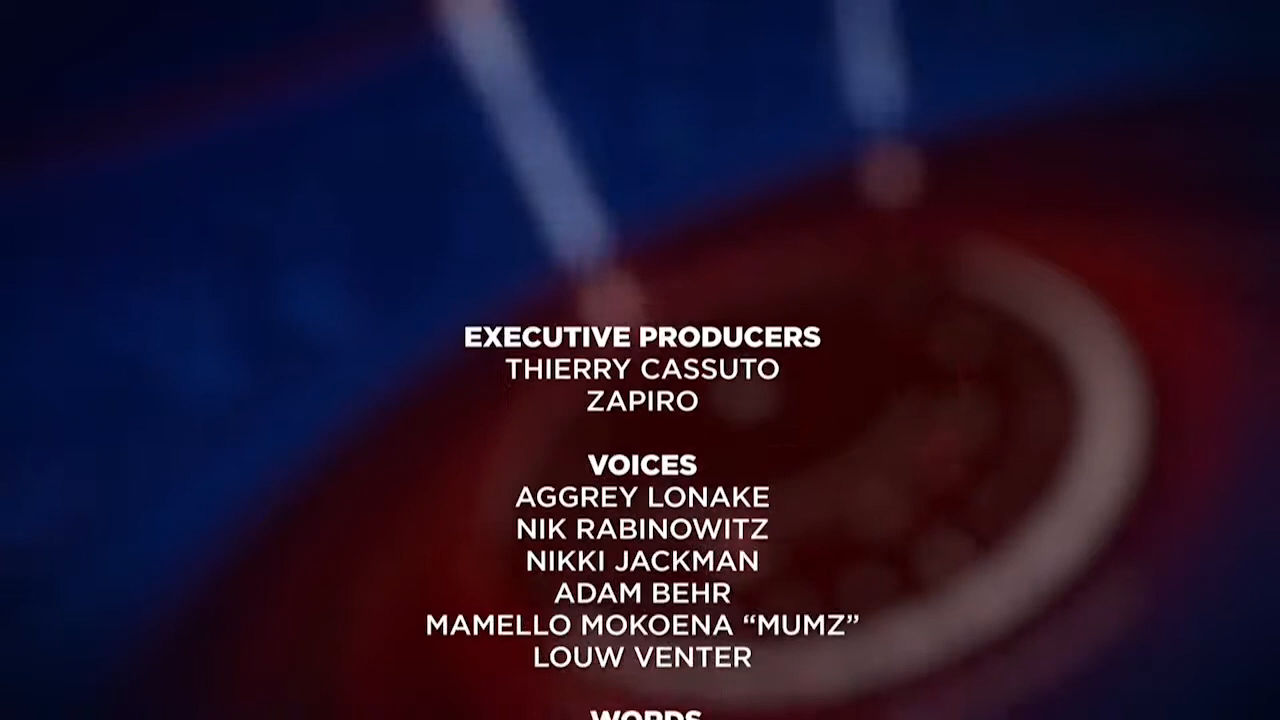 EXECUTIVE PRODUCERS
THIERRY CASSUTO
ZAPIRO
VOICES
AGGREY LONAKE
NIK RABINOWITZ
NIKKI JACKMAN
ADAM BEHR
MAMELLO MOKOENA “MUMZ”
LOUW VENTER
WORDS